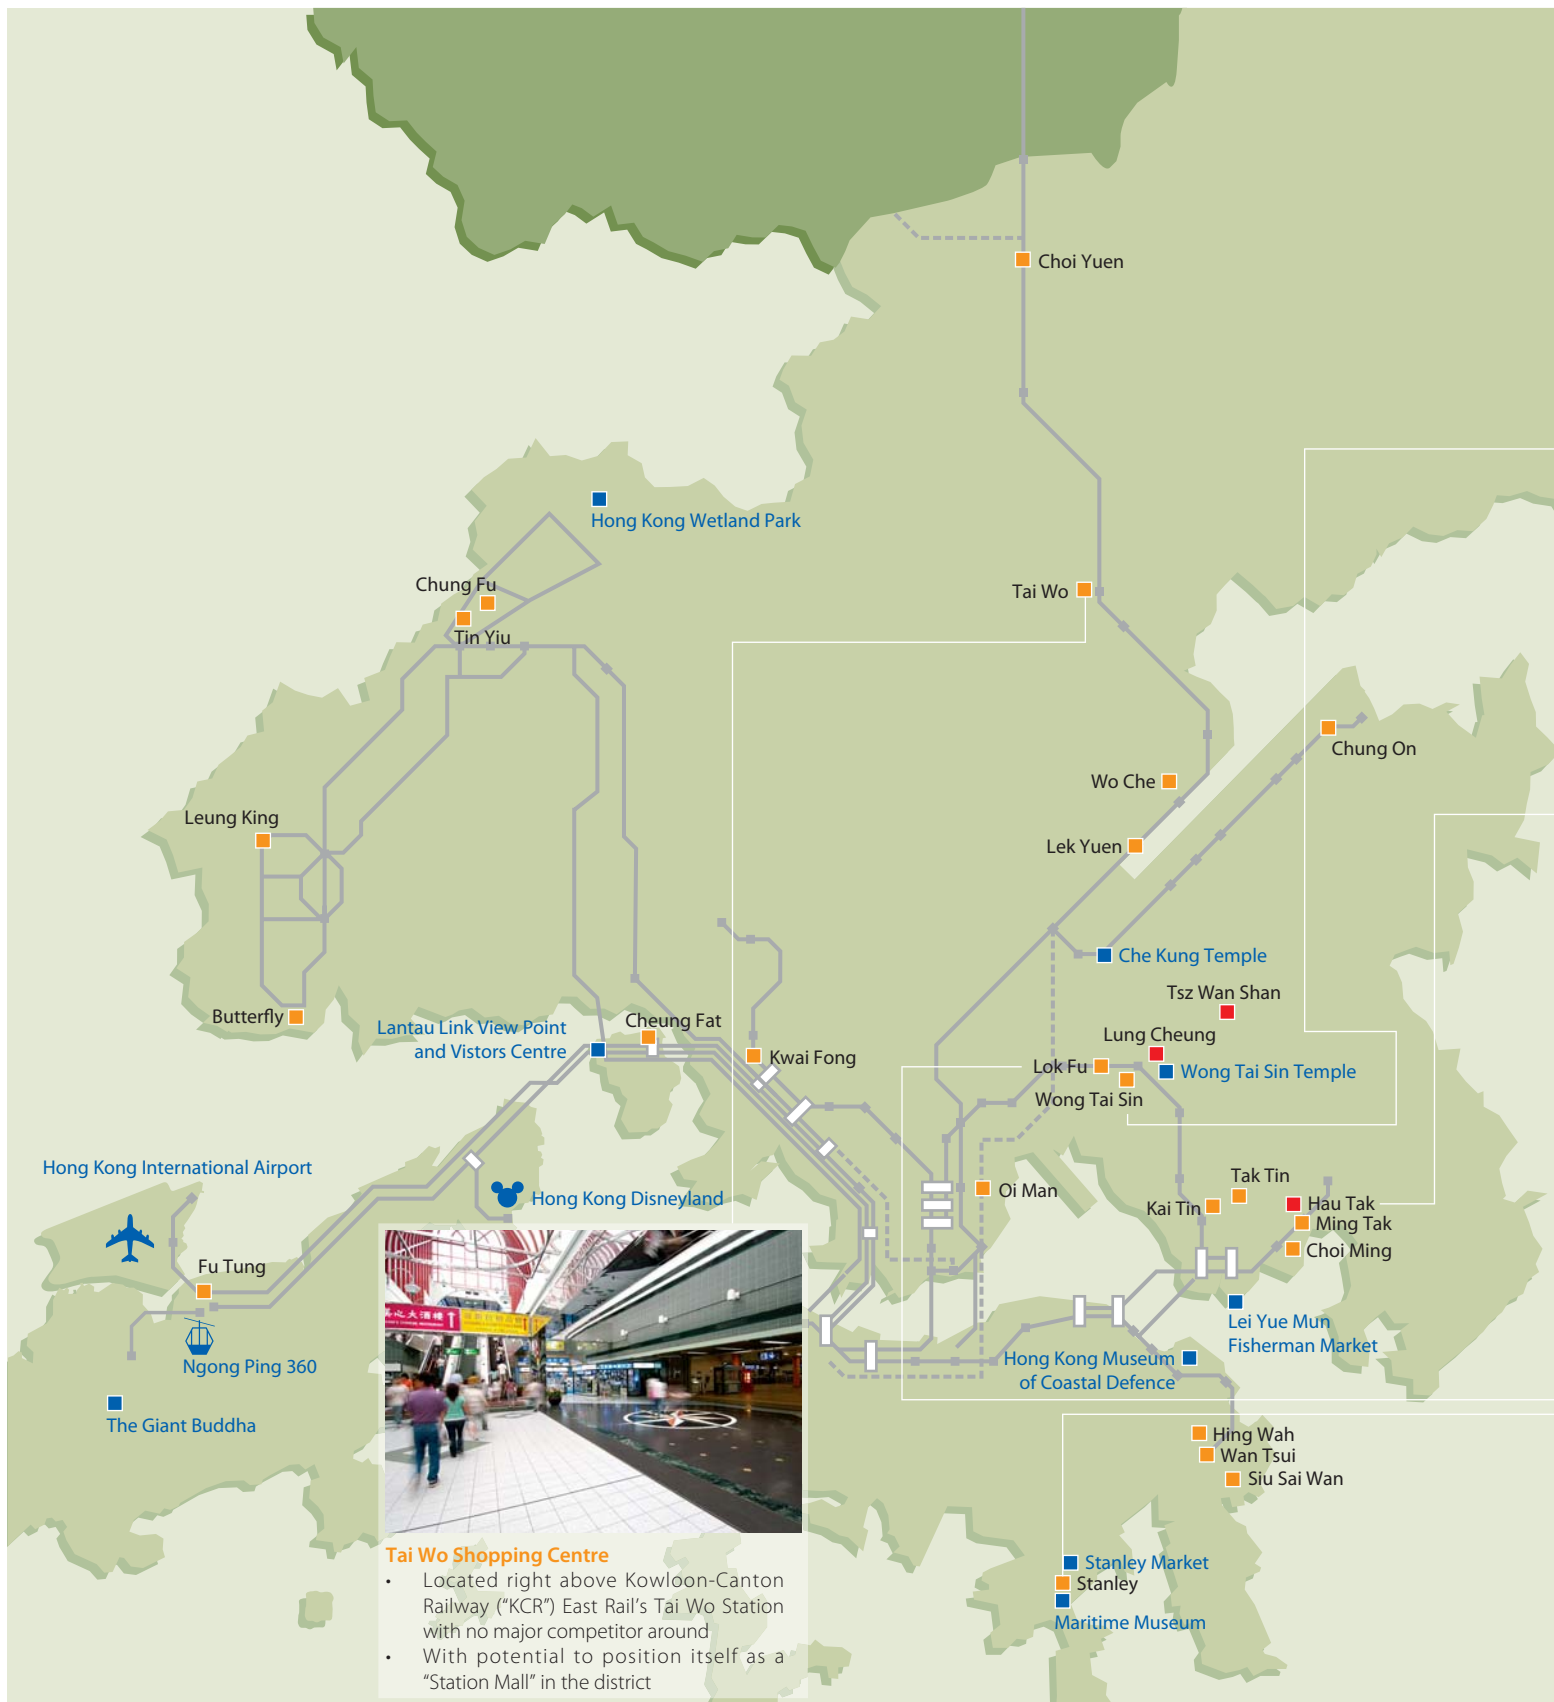 Choi Yuen
Hong Kong Wetland Park
Chung Fu
Tai Wo
Tin Yiu
Chung On
Wo Che
Leung King
Lek Yuen
Che Kung Temple
Tsz Wan Shan
Butterfly
Cheung Fat
Lantau Link View Point
and Vistors Centre
Lung Cheung
Kwai Fong
Lok Fu
Wong Tai Sin Temple
Wong Tai Sin
Hong Kong International Airport
Tak Tin
Hong Kong Disneyland
Oi Man
Kai Tin
Hau Tak
Ming Tak
Choi Ming
Fu Tung
Lei Yue Mun
Fisherman Market
Ngong Ping 360
Hong Kong Museum
of Coastal Defence
The Giant Buddha
Hing Wah
Wan Tsui
Siu Sai Wan
Stanley Market
Stanley
Maritime Museum
Tai Wo Shopping Centre
• Located right above Kowloon-Canton
Railway (“KCR”) East Rail’s Tai Wo Station
with no major competitor around
• With potential to position itself as a
“Station Mall” in the district